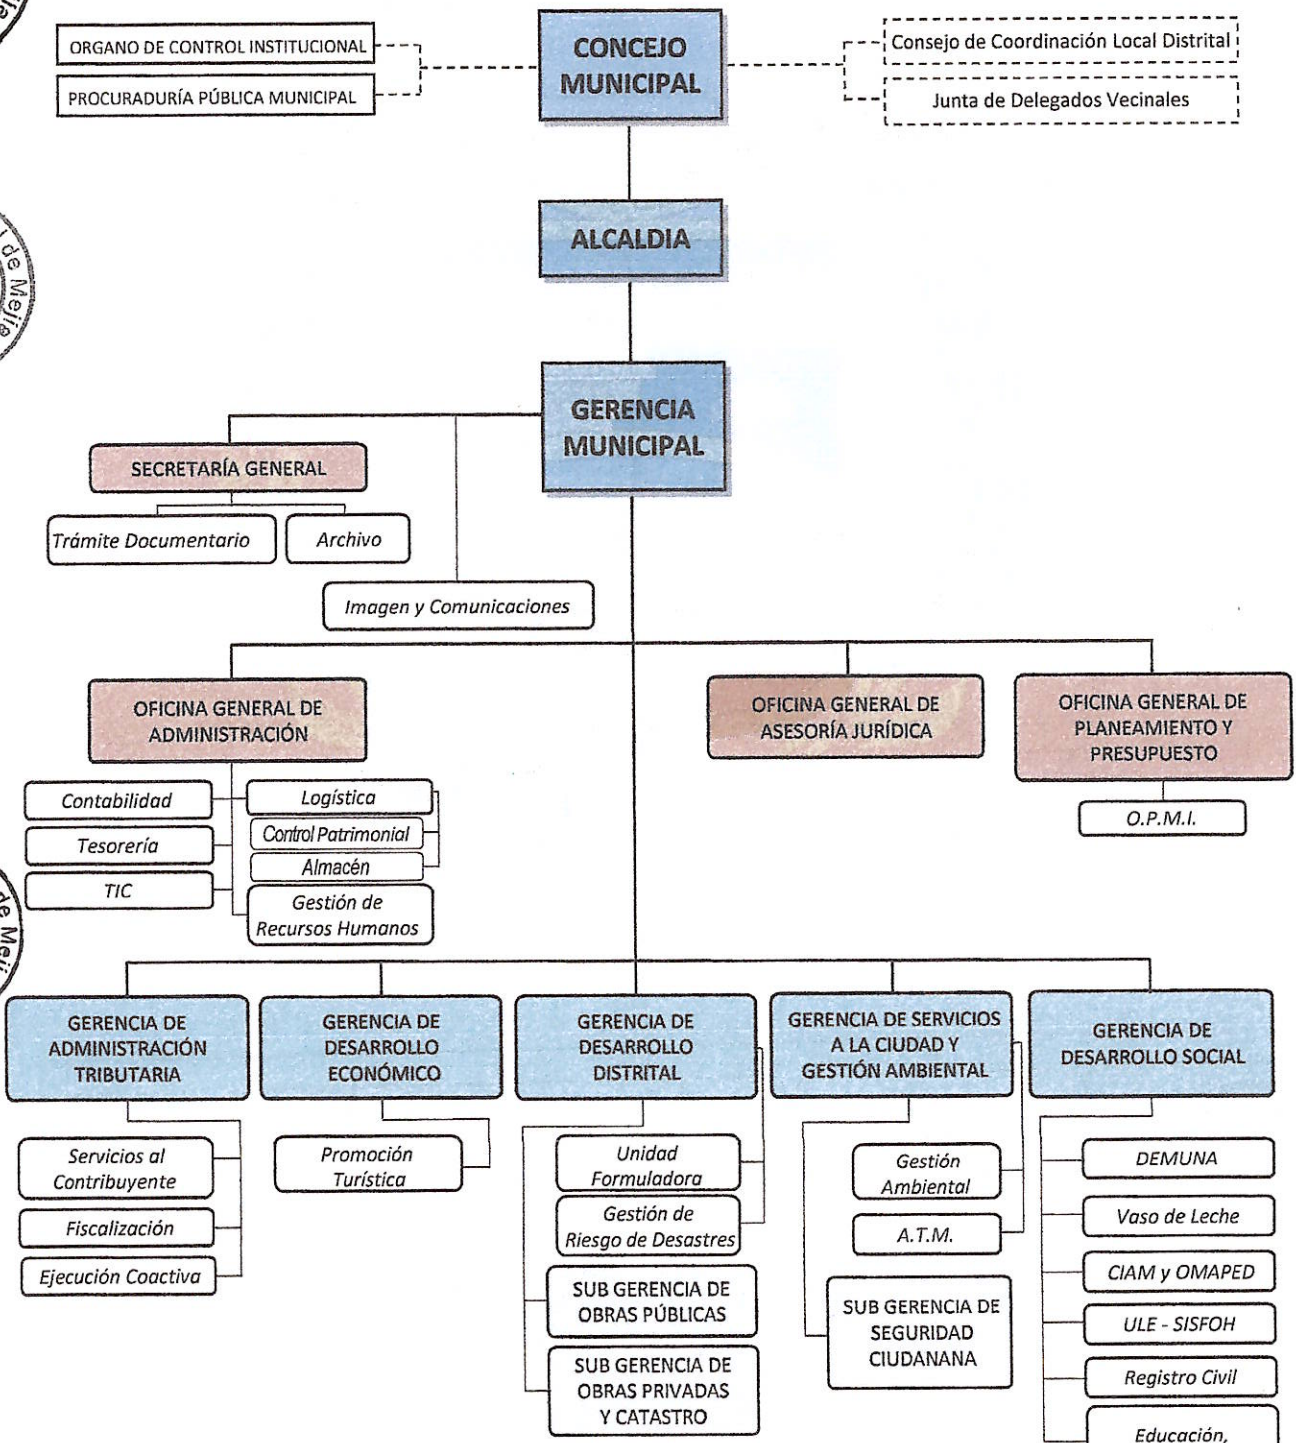 ORGANO DE CONTROL INSTITUCIONAL
PROCURADURÍA PÚBLICA MUNICIPAL
CONCEJO
MUNICIPAL
Consejo de Coordinación Local Distrital
Junta de Delegados Vecinales
ALCALDIA
de Mejía
GERENCIA
MUNICIPAL
SECRETARÍA GENERAL
Trámite Documentario
Archivo
Imagen y Comunicaciones
OFICINA GENERAL DE
ADMINISTRACIÓN
OFICINA GENERAL DE
ASESORÍA JURÍDICA
OFICINA GENERAL DE
PLANEAMIENTO Y
PRESUPUESTO
Contabilidad
Tesorería
TIC
Logística
Control Patrimonial
Almacén
Gestión de
Recursos Humanos
O.P.M.I.
de Meji
GERENCIA DE
ADMINISTRACIÓN
TRIBUTARIA
GERENCIA DE
DESARROLLO
ECONÓMICO
GERENCIA DE
DESARROLLO
DISTRITAL
GERENCIA DE SERVICIOS
A LA CIUDAD Y
GESTIÓN AMBIENTAL
GERENCIA DE
DESARROLLO SOCIAL
Servicios al
Contribuyente
Fiscalización
Ejecución Coactiva
Promoción
Turística
Unidad
Formuladora
Gestión de
Riesgo de Desastres
SUB GERENCIA DE
OBRAS PÚBLICAS
SUB GERENCIA DE
OBRAS PRIVADAS
Y CATASTRO
Gestión
Ambiental
A.T.M.
SUB GERENCIA DE
SEGURIDAD
CIUDANANA
DEMUNA
Vaso de Leche
CIAM y OMAPED
ULE - SISFOH
Registro Civil
Educación,